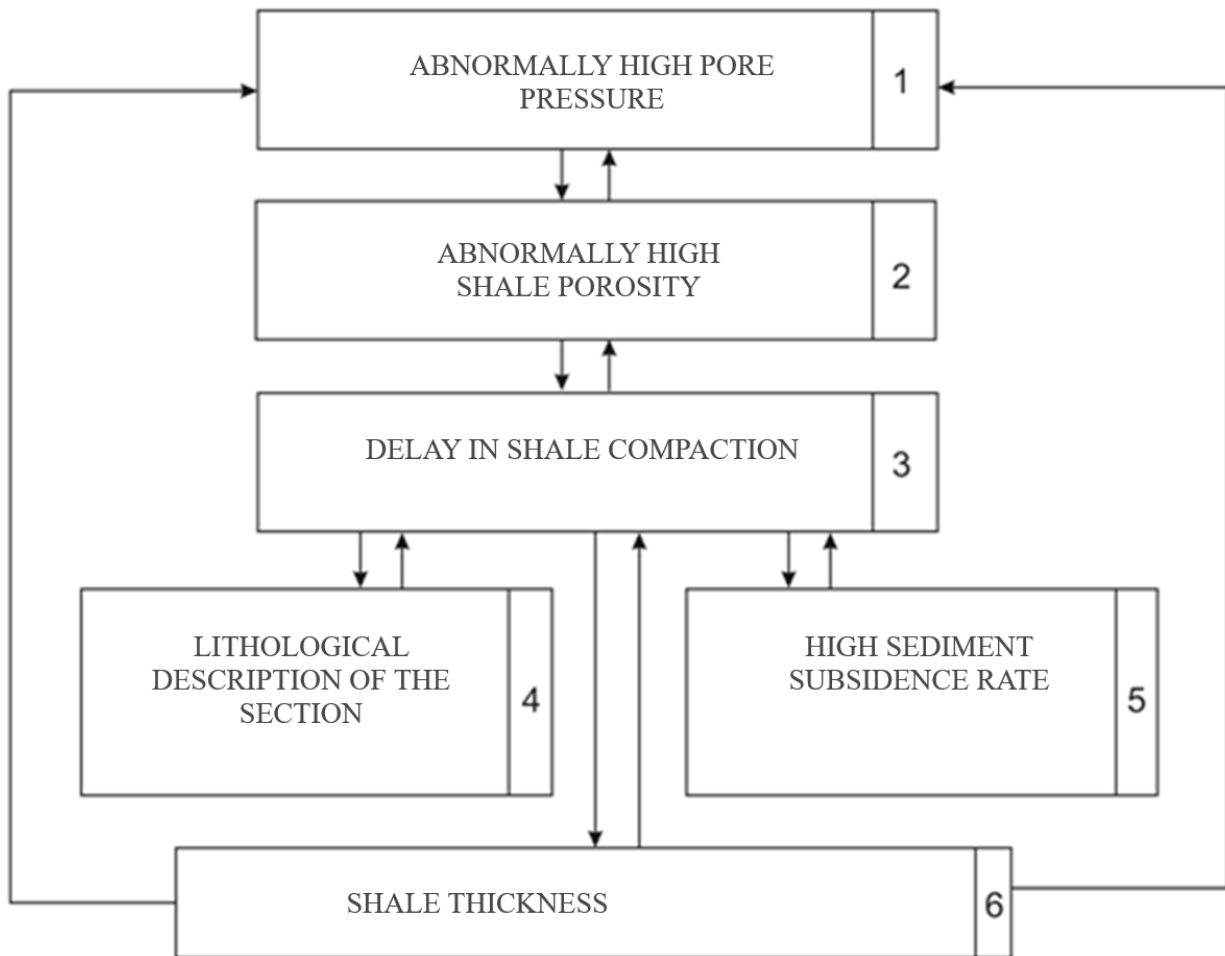 ABNORMALLY HIGH PORE
PRESSURE
1
ABNORMALLY HIGH
SHALE POROSITY
2
DELAY IN SHALE COMPACTION
3
LITHOLOGICAL
DESCRIPTION OF THE
SECTION
4
HIGH SEDIMENT
SUBSIDENCE RATE
5
SHALE THICKNESS
6